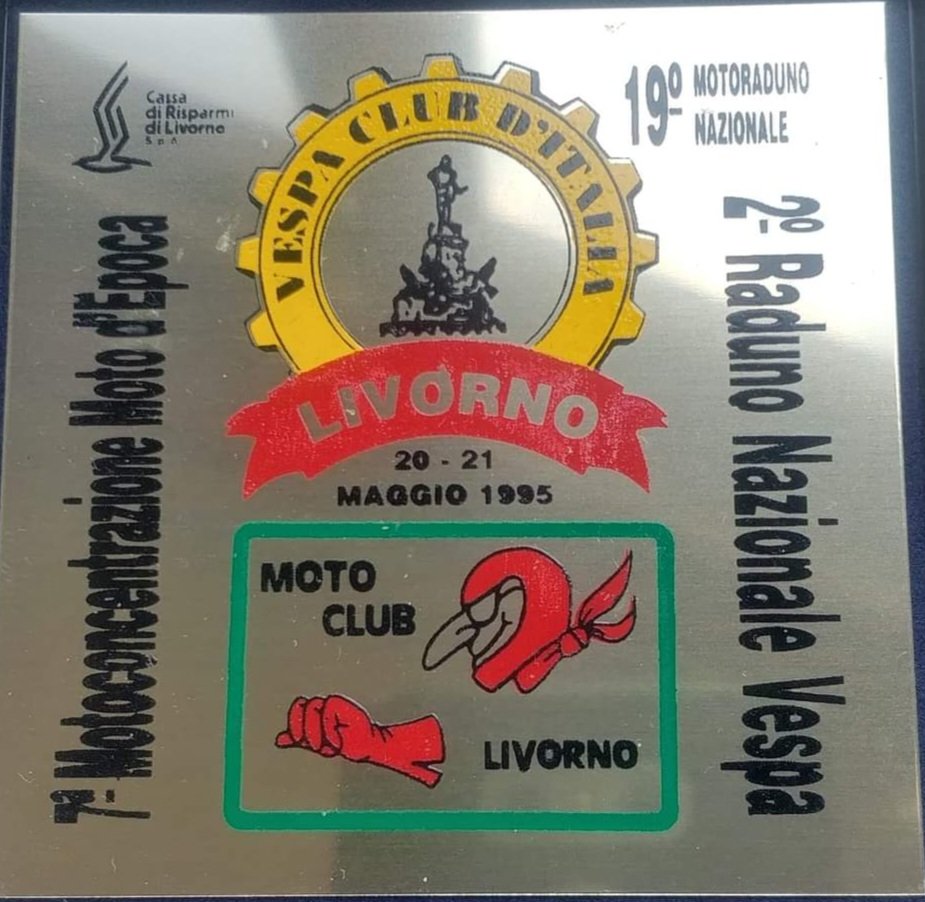 Cassa
di Risparmi
di Livorno
S.p.A.
VESPA CLUB D'ITALIA
19º MOTORADUNO
NAZIONALE
7ª Motoconcentrazione Moto d'Epoca
LIVORNO
20 - 21
MAGGIO 1995
2º Raduno Nazionale Vespa
MOTO
CLUB
LIVORNO